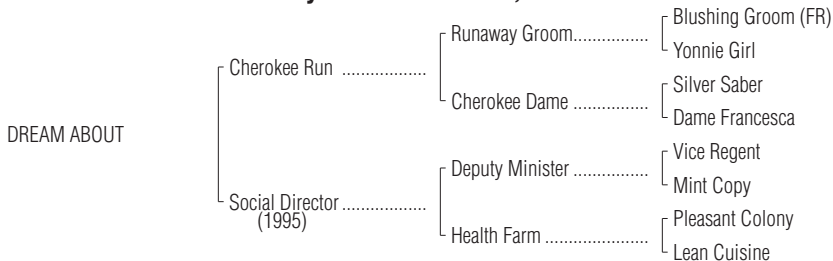 Blushing Groom (FR)
Runaway Groom................
Yonnie Girl
Cherokee Run ..................
Silver Saber
Cherokee Dame ................
Dame Francesca
DREAM ABOUT
Vice Regent
Deputy Minister ................
Mint Copy
Social Director ..................
(1995)
Pleasant Colony
Health Farm ......................
Lean Cuisine